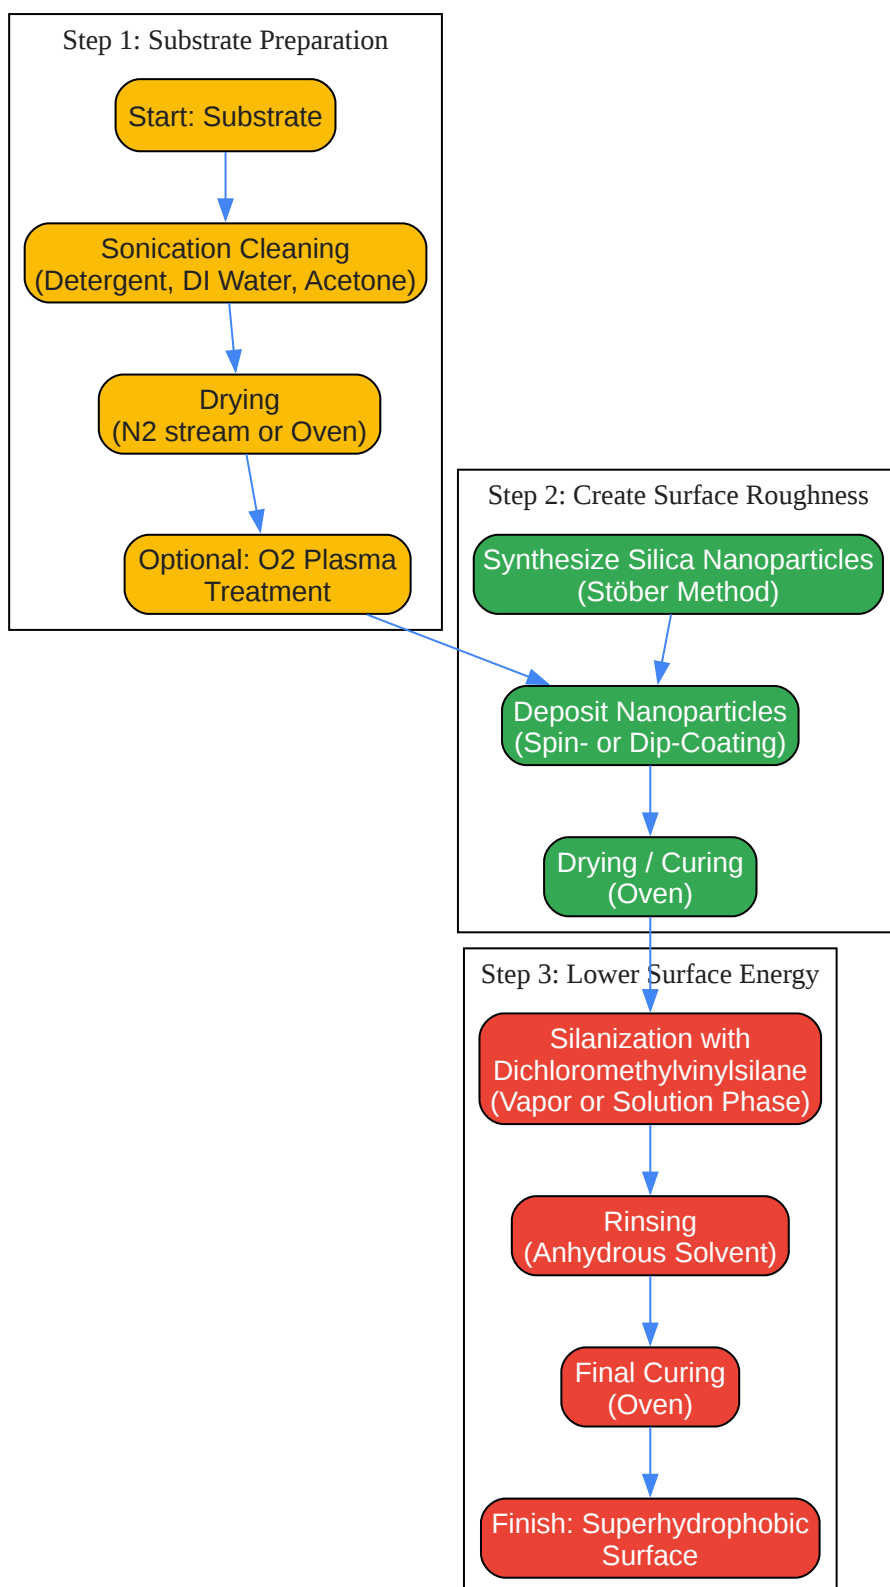 Step 1: Substrate Preparation
Start: Substrate
Sonication Cleaning
(Detergent, DI Water, Acetone)
Drying
(N2 stream or Oven)
Optional: O2 Plasma
Treatment
Step 2: Create Surface Roughness
Synthesize Silica Nanoparticles
(Stöber Method)
Deposit Nanoparticles
(Spin- or Dip-Coating)
Drying / Curing
(Oven)
Step 3: Lower Surface Energy
Silanization with
Dichloromethylvinylsilane
(Vapor or Solution Phase)
Rinsing
(Anhydrous Solvent)
Final Curing
(Oven)
Finish: Superhydrophobic
Surface